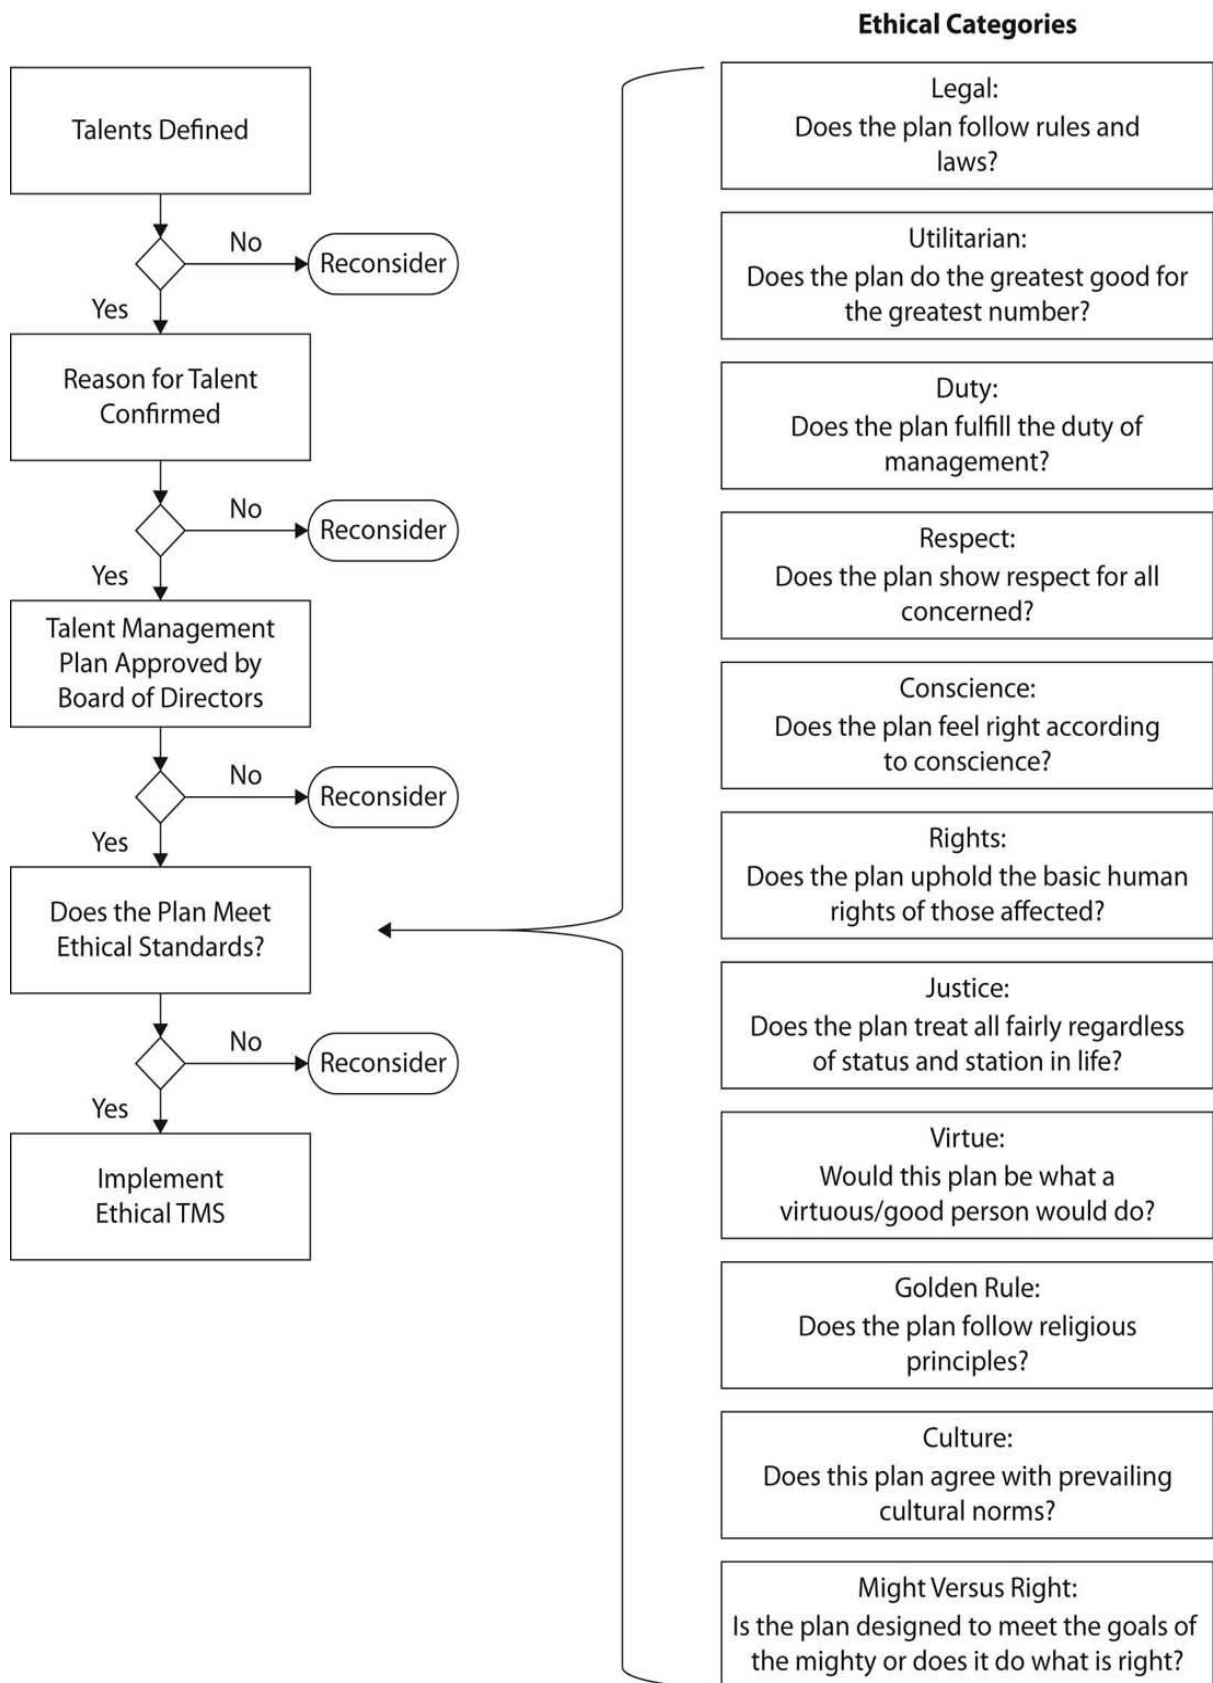 Ethical Categories
Talents Defined
No
Reconsider
Yes
Reason for Talent
Confirmed
No
Reconsider
Yes
Talent Management
Plan Approved by
Board of Directors
No
Reconsider
Yes
Does the Plan Meet
Ethical Standards?
No
Reconsider
Yes
Implement
Ethical TMS
Legal:
Does the plan follow rules and
laws?
Utilitarian:
Does the plan do the greatest good for
the greatest number?
Duty:
Does the plan fulfill the duty of
management?
Respect:
Does the plan show respect for all
concerned?
Conscience:
Does the plan feel right according
to conscience?
Rights:
Does the plan uphold the basic human
rights of those affected?
Justice:
Does the plan treat all fairly regardless
of status and station in life?
Virtue:
Would this plan be what a
virtuous/good person would do?
Golden Rule:
Does the plan follow religious
principles?
Culture:
Does this plan agree with prevailing
cultural norms?
Might Versus Right:
Is the plan designed to meet the goals of
the mighty or does it do what is right?